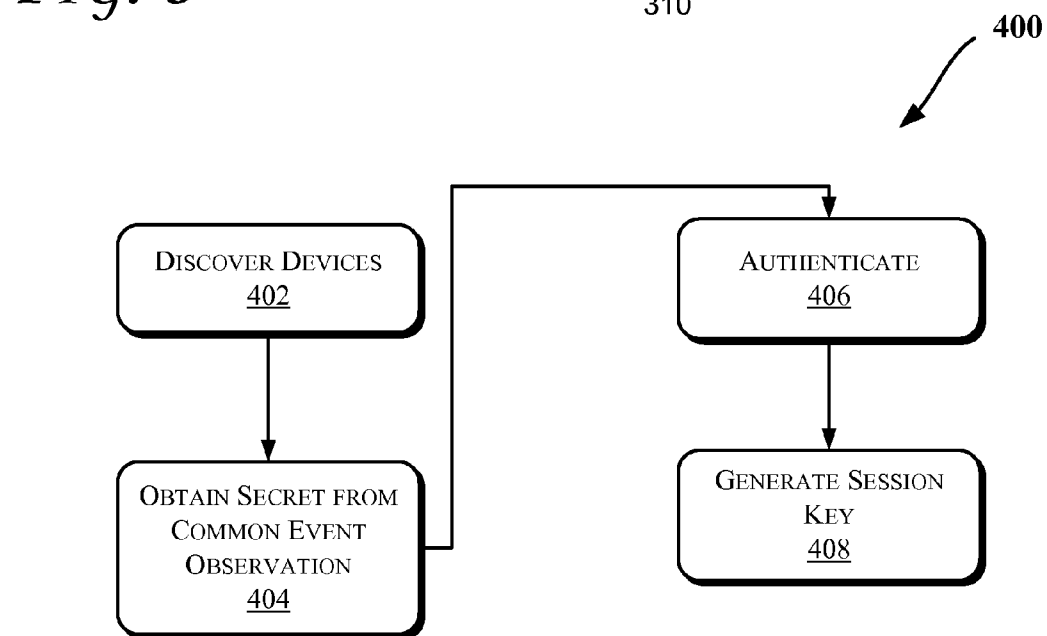 310
400
DISCOVER DEVICES
402
OBTAIN SECRET FROM
COMMON EVENT
OBSERVATION
404
AUTHENTICATE
406
GENERATE SESSION
KEY
408